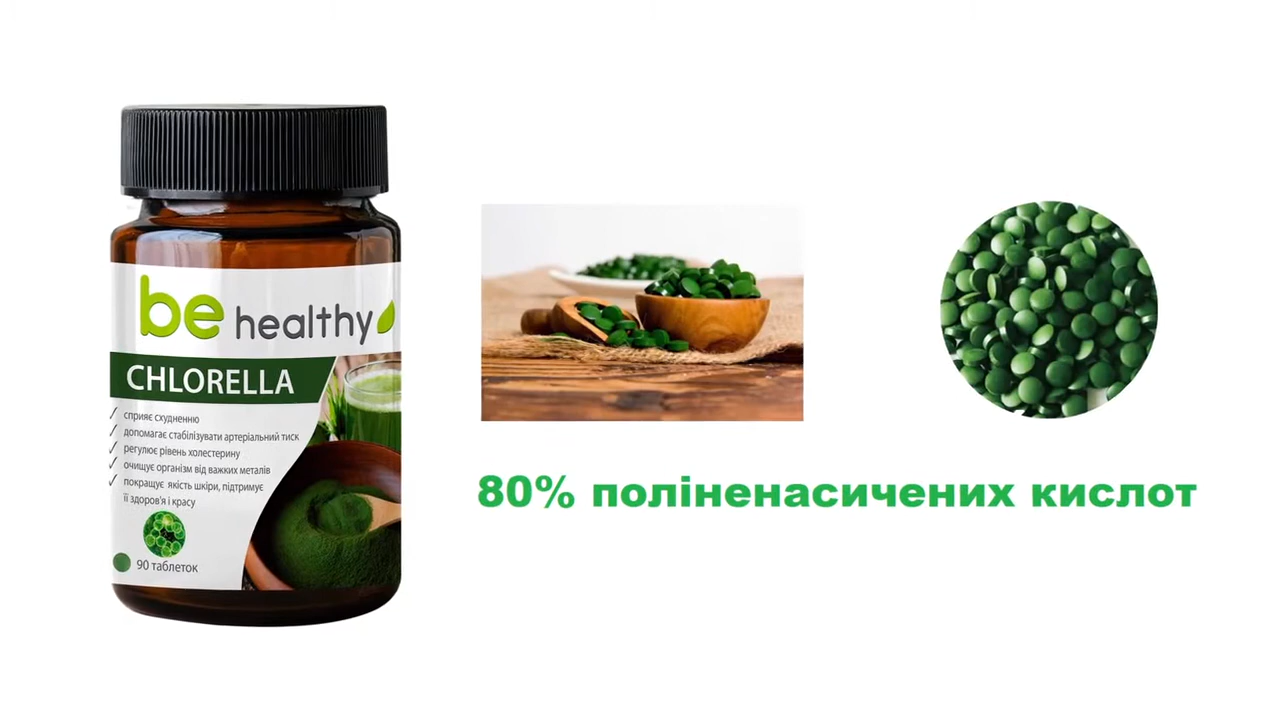 be healthy
CHLORELLA
сприяє схудненню
допомагає стабілізувати артеріальний тиск
регулює рівень холестерину
очищує організм від важких металів
покращує якість шкіри, підтримує
її здоров'я і красу
90 таблеток
80% поліненасичених кислот